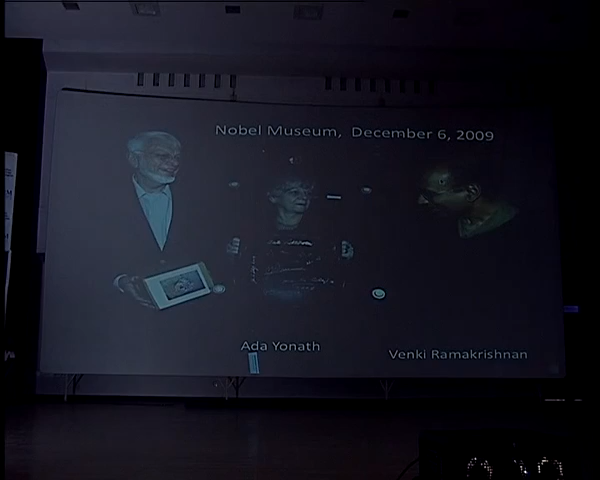 Nobel Museum, December 6, 2009
Ada Yonath
Venki Ramakrishnan